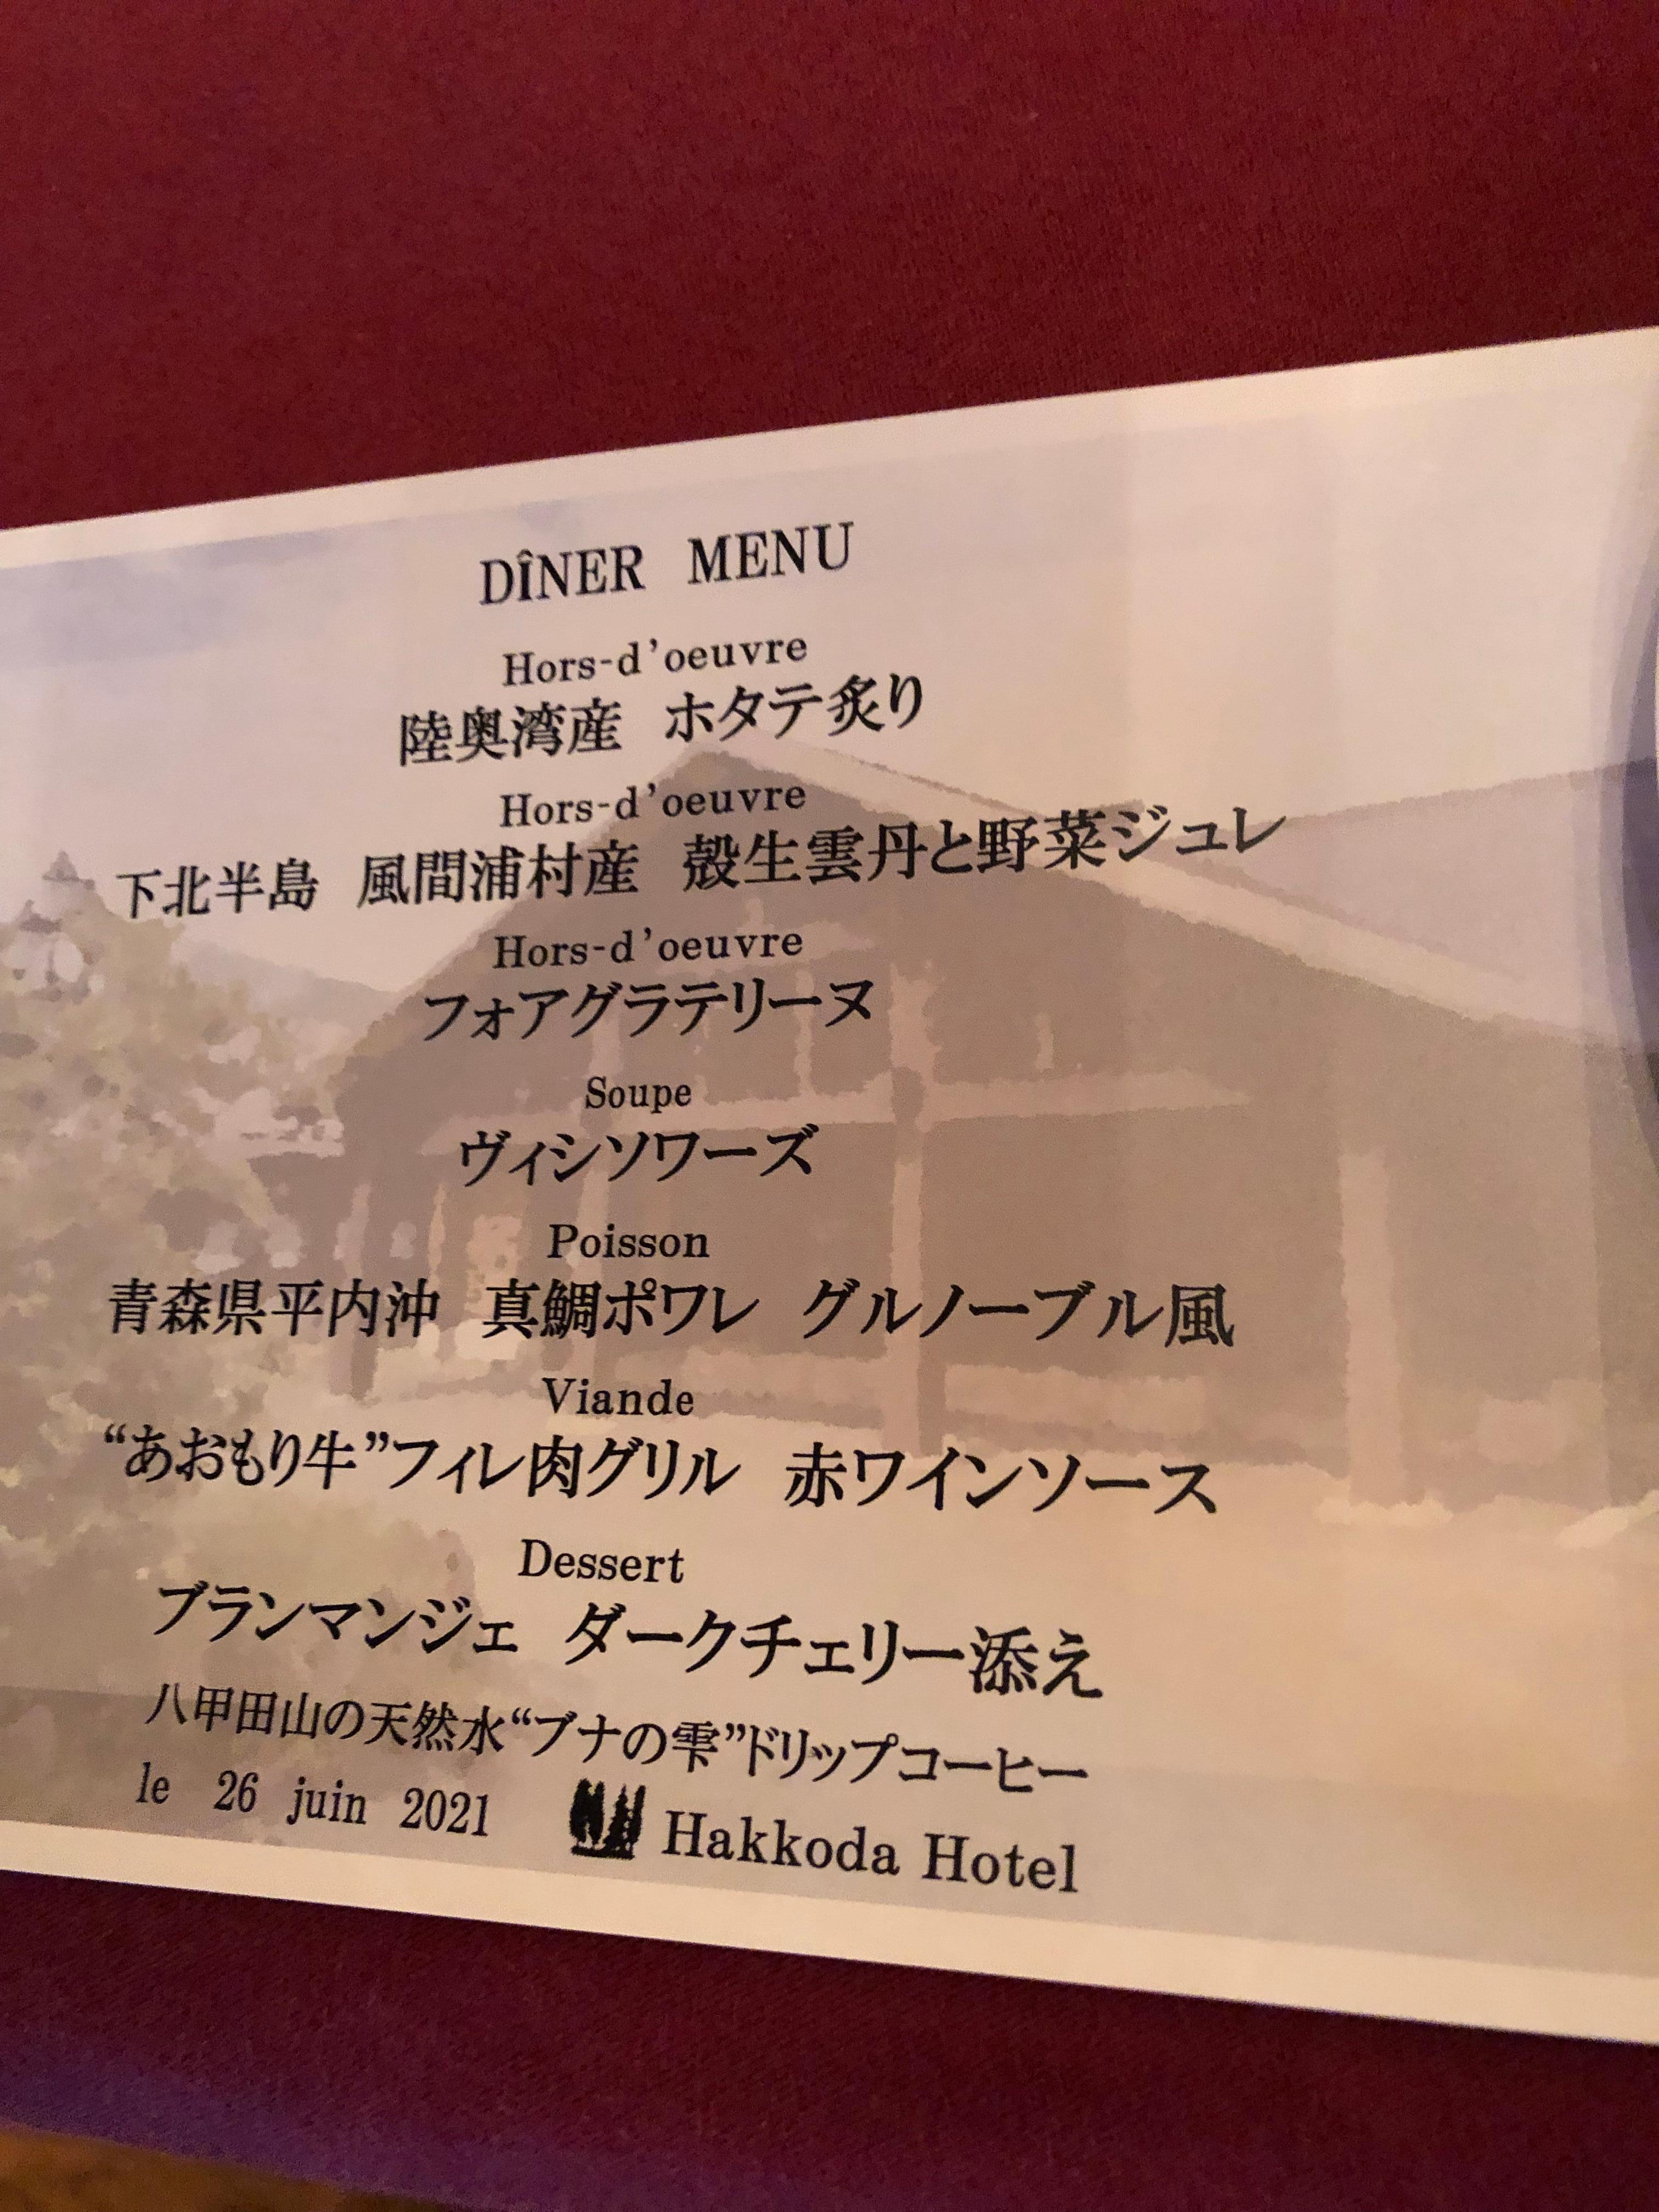 DÎNER MENU
Hors-d'oeuvre
陸奥湾産 ホタテ炙り
Hors-d'oeuvre
下北半島 風間浦村産 殻生雲丹と野菜ジュレ
Hors-d'oeuvre
フォアグラテリーヌ
Soupe
ヴィシソワーズ
Poisson
青森県平内沖 真鯛ポワレ グルノーブル風
Viande
“あおもり牛”フィレ肉グリル 赤ワインソース
Dessert
ブランマンジェ ダークチェリー添え
八甲田山の天然水“ブナの雫”ドリップコーヒー
le 26 juin 2021 Hakkoda Hotel